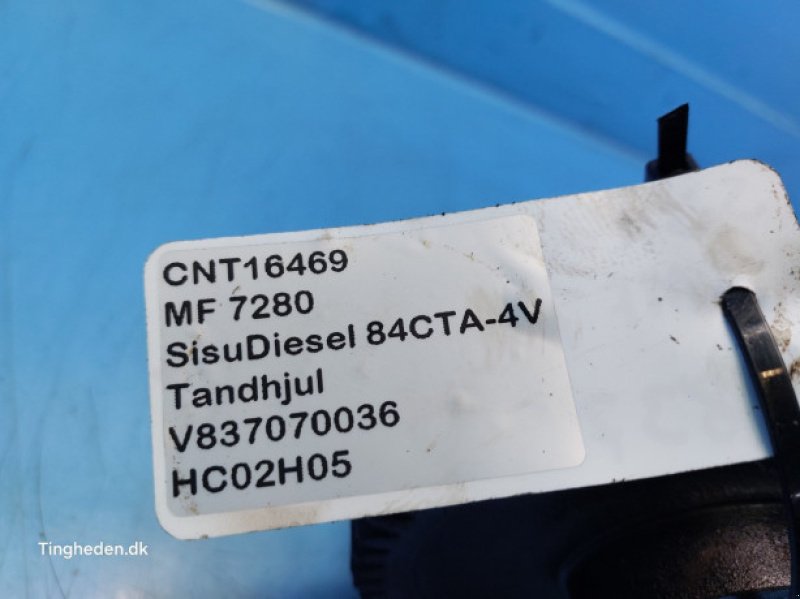 CNT16469
MF 7280
SisuDiesel 84CTA-4V
Tandhjul
V837070036
HC02H05
Tingheden.dk